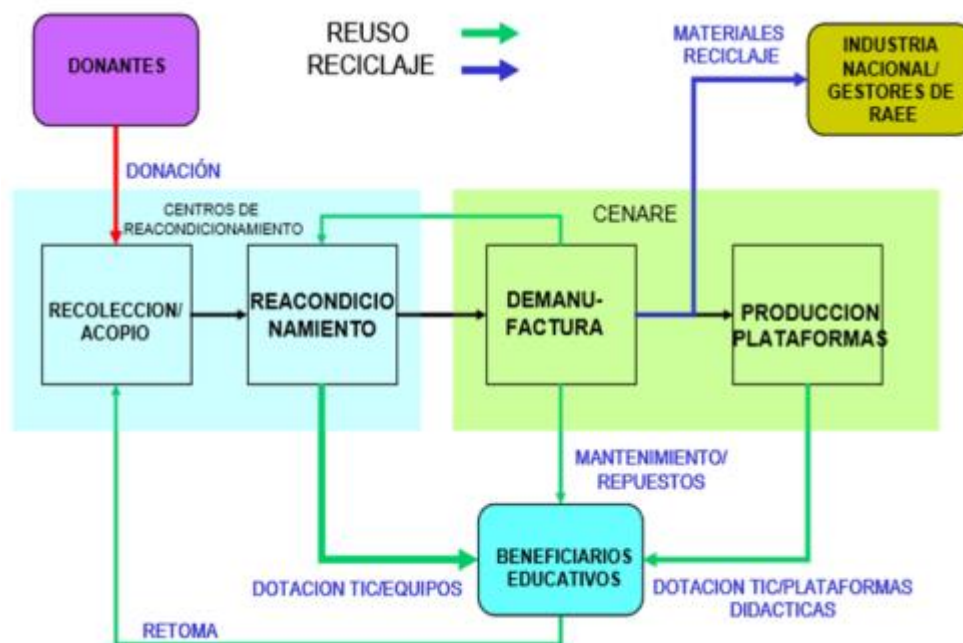 DONANTES
REUSO
RECICLAJE
MATERIALES
RECICLAJE
INDUSTRIA
NACIONAL/
GESTORES DE
RAEE
DONACIÓN
CENTROS DE
REACONDICIONAMIENTO
CENARE
RECOLECCION/
ACOPIO
REACONDICIO
NAMIENTO
DEMANU-
FACTURA
PRODUCCION
PLATAFORMAS
MANTENIMIENTO/
REPUESTOS
BENEFICIARIOS
EDUCATIVOS
DOTACION TIC/EQUIPOS
DOTACION TIC/PLATAFORMAS
DIDACTICAS
RETOMA